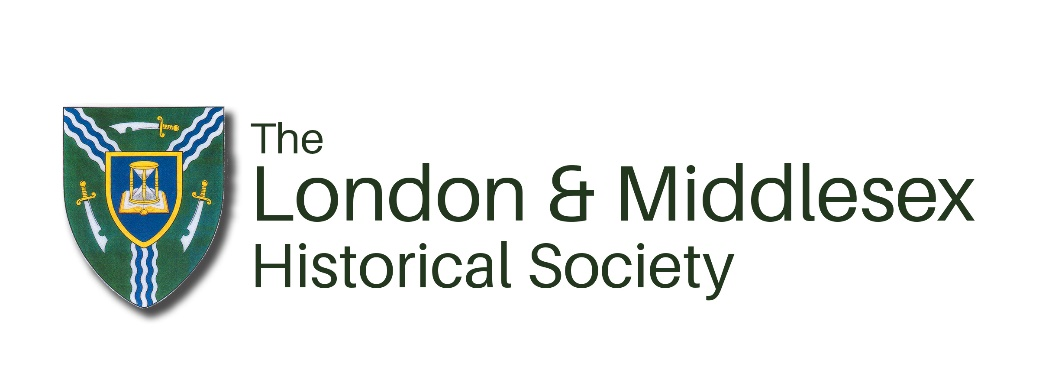 The
London & Middlesex
Historical Society